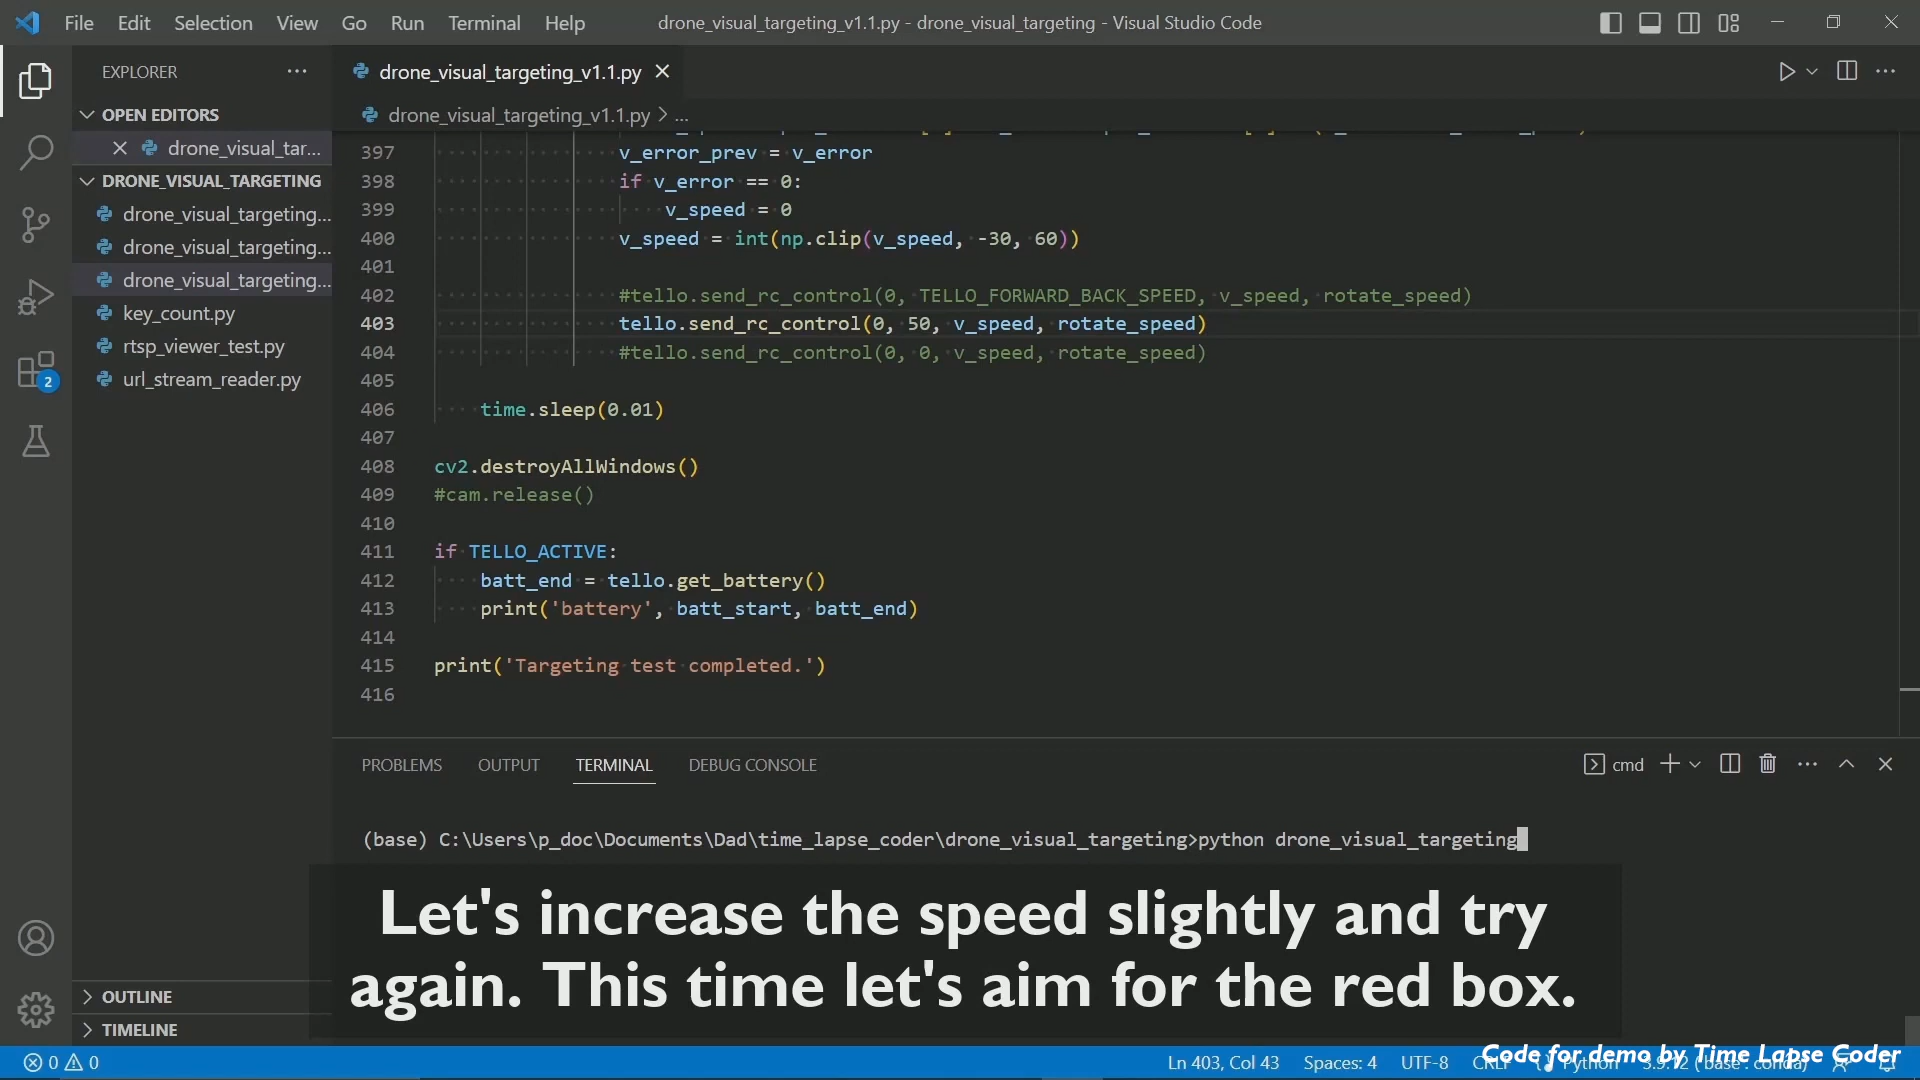 File Edit Selection View Go Run Terminal Help drone_visual_targeting_v1.1.py - drone_visual_targeting - Visual Studio Code
EXPLORER
OPEN EDITORS
drone_visual_tar...
DRONE_VISUAL_TARGETING
drone_visual_targeting...
drone_visual_targeting...
drone_visual_targeting...
key_count.py
rtsp_viewer_test.py
url_stream_reader.py
2
OUTLINE
TIMELINE
drone_visual_targeting_v1.1.py
drone_visual_targeting_v1.1.py > ...
397 v_error_prev = v_error
398 if v_error == 0:
399 v_speed = 0
400 v_speed = int(np.clip(v_speed, -30, 60))
401
402 #tello.send_rc_control(0, TELLO_FORWARD_BACK_SPEED, v_speed, rotate_speed)
403 tello.send_rc_control(0, 50, v_speed, rotate_speed)
404 #tello.send_rc_control(0, 0, v_speed, rotate_speed)
405
406 time.sleep(0.01)
407
408 cv2.destroyAllWindows()
409 #cam.release()
410
411 if TELLO_ACTIVE:
412 batt_end = tello.get_battery()
413 print('battery', batt_start, batt_end)
414
415 print('Targeting test completed.')
416
PROBLEMS OUTPUT TERMINAL DEBUG CONSOLE cmd
(base) C:\Users\p_doc\Documents\Dad\time_lapse_coder\drone_visual_targeting>python drone_visual_targeting
Let's increase the speed slightly and try
again. This time let's aim for the red box.
Code for demo by Time Lapse Coder
0 0 Ln 403, Col 43 Spaces: 4 UTF-8 CRLF Python 3.9.12 ('base': conda)